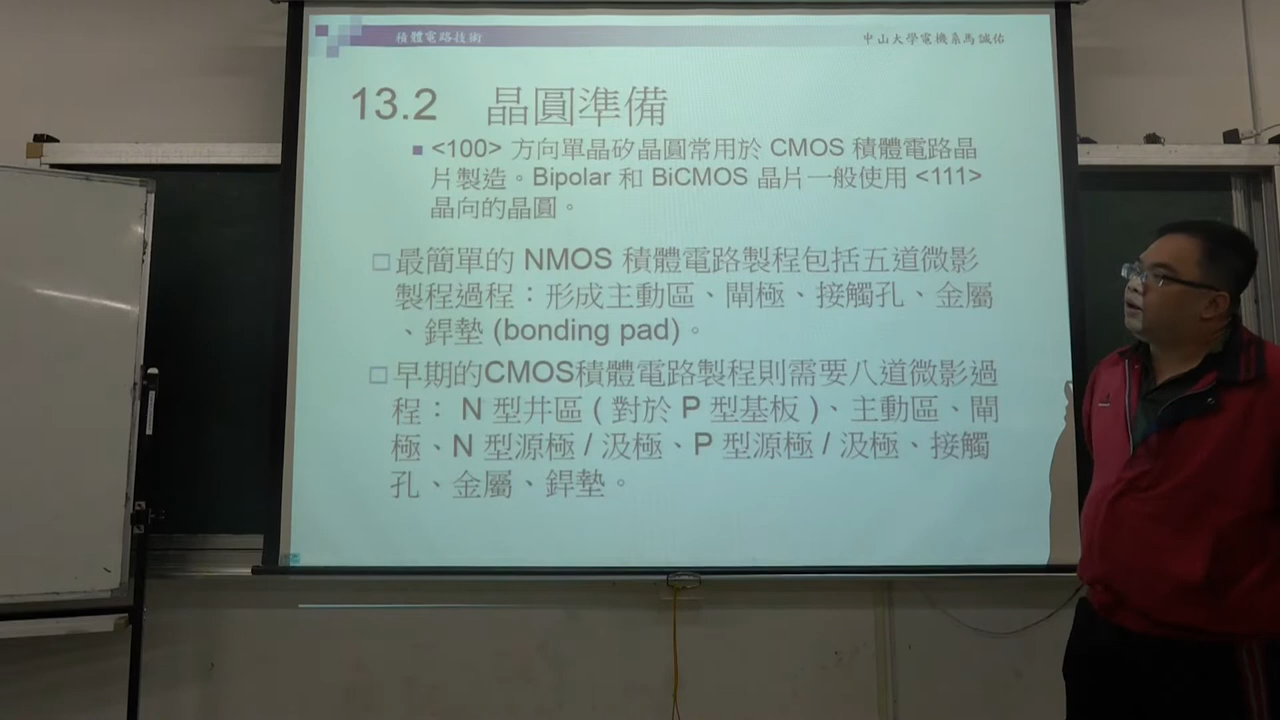 積體電路技術
中山大學電機系馬誠佑
13.2 晶圓準備
<100> 方向單晶矽晶圓常用於 CMOS 積體電路晶
片製造。Bipolar 和 BiCMOS 晶片一般使用 <111>
晶向的晶圓。
最簡單的 NMOS 積體電路製程包括五道微影
製程過程：形成主動區、閘極、接觸孔、金屬
、銲墊 (bonding pad)。
早期的CMOS積體電路製程則需要八道微影過
程： N 型井區 ( 對於 P 型基板 )、主動區、閘
極、N 型源極 / 汲極、P 型源極 / 汲極、接觸
孔、金屬、銲墊。